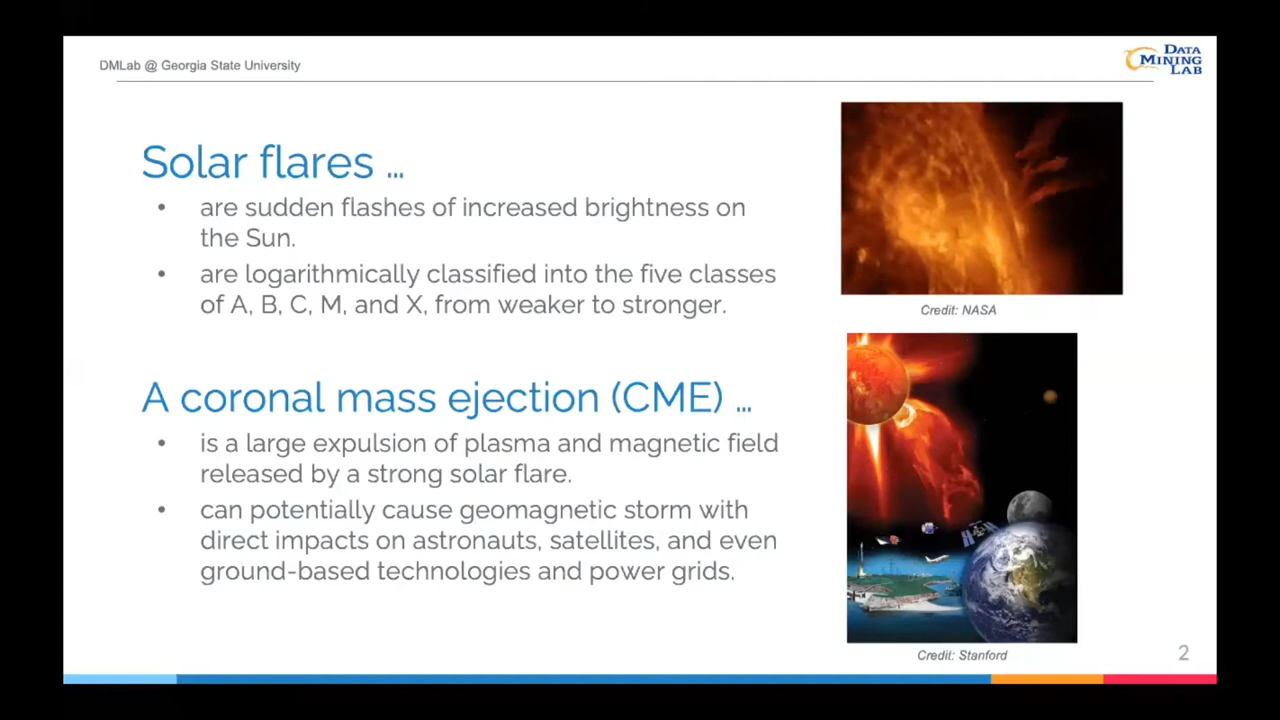 DMLab @ Georgia State University
DATA
MINING
LAB
Solar flares ...
• are sudden flashes of increased brightness on
the Sun.
• are logarithmically classified into the five classes
of A, B, C, M, and X, from weaker to stronger.
Credit: NASA
A coronal mass ejection (CME) ...
• is a large expulsion of plasma and magnetic field
released by a strong solar flare.
• can potentially cause geomagnetic storm with
direct impacts on astronauts, satellites, and even
ground-based technologies and power grids.
Credit: Stanford
2